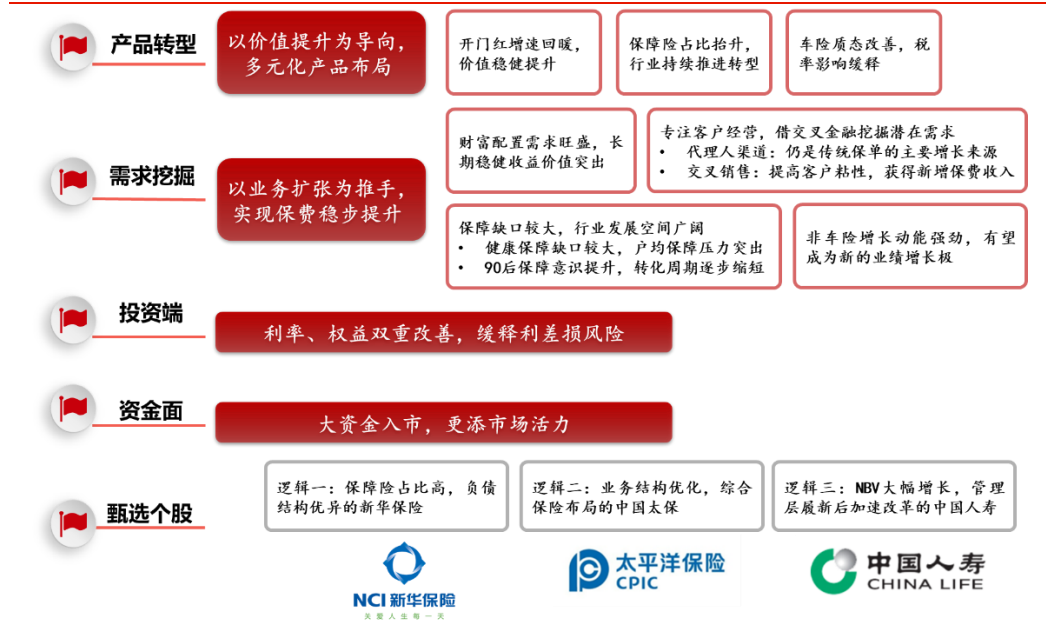 产品转型
以价值提升为导向，
多元化产品布局
开门红增速回暖，
价值稳健提升
保障险占比抬升，
行业持续推进转型
车险质态改善，税
率影响缓释
需求挖掘
以业务扩张为推手，
实现保费稳步提升
财富配置需求旺盛，长
期稳健收益价值突出
专注客户经营，借交叉金融挖掘潜在需求
• 代理人渠道：仍是传统保单的主要增长来源
• 交叉销售：提高客户粘性，获得新增保费收入
保障缺口较大，行业发展空间广阔
• 健康保障缺口较大，户均保障压力突出
• 90后保障意识提升，转化周期逐步缩短
非车险增长动能强劲，有望
成为新的业绩增长极
投资端
利率、权益双重改善，缓释利差损风险
资金面
大资金入市，更添市场活力
甄选个股
逻辑一：保障险占比高，负债
结构优异的新华保险
逻辑二：业务结构优化，综合
保险布局的中国太保
逻辑三：NBV大幅增长，管理
层履新后加速改革的中国人寿
NCI 新华保险
关爱人生每一天
太平洋保险
CPIC
中国人寿
CHINA LIFE